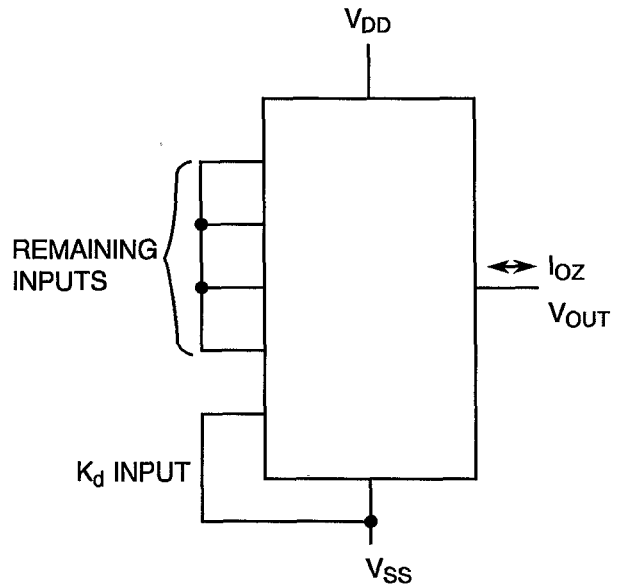 VDD
REMAINING
INPUTS
IOZ
VOUT
Kd INPUT
VSS